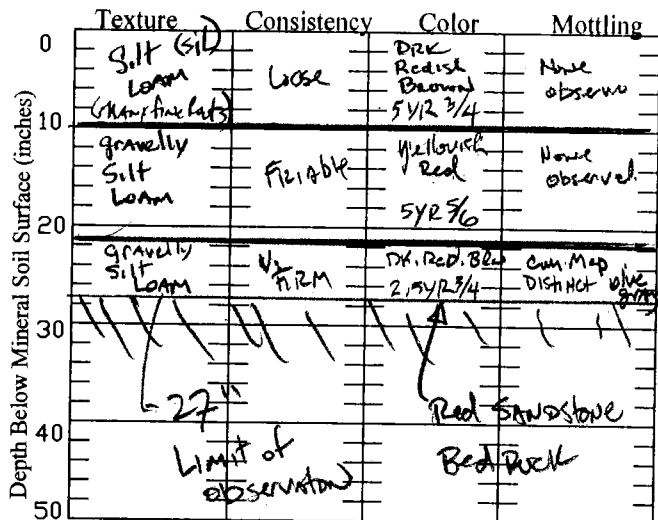 Texture Consistency Color Mottling
Depth Below Mineral Soil Surface (inches)
0
10
20
30
40
50
Silt (sil)
LOAM
(many fine roots)
Loose
DRK
Redish
Brown
5YR 3/4
None
observed
gravelly
Silt
LOAM
FRIAble
Yellowish
Red
5YR 5/6
None
Observed
gravelly
Silt
LOAM
FIRM
DK. Red. BRN
2.5YR 3/4
Distinct
27"
Limit of
observation
Red SANDSTONE
Bed Rock